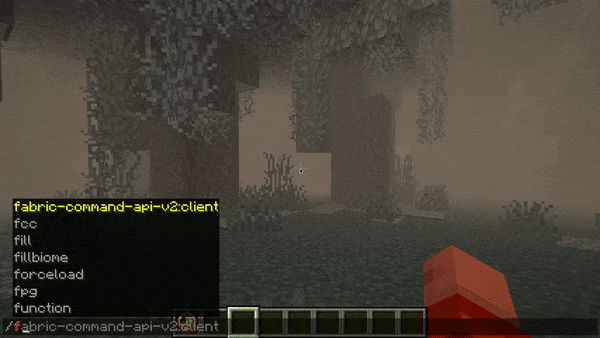 fabric-command-api-v2:client
fcc
fill
fillbiome
forceload
fpg
function
/fabric-command-api-v2:client